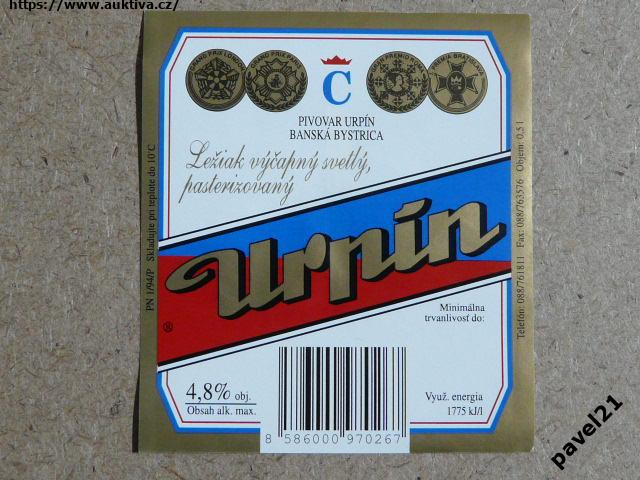 https://www.auktiva.cz/
GRAND PRIX
C
PIVOVAR URPÍN
BANSKÁ BYSTRICA
Ležiak výčapný svetlý,
pasterizovaný
Urpín
®
Minimálna
trvanlivosť do:
4,8% obj.
Obsah alk. max.
Využ. energia
1775 kJ/l
8 586000 970267
PN 1/94/P Skladujte pri teplote do 10°C
Telefón: 088/761811 Fax: 088/763576 Objem: 0,5 l
pavel21